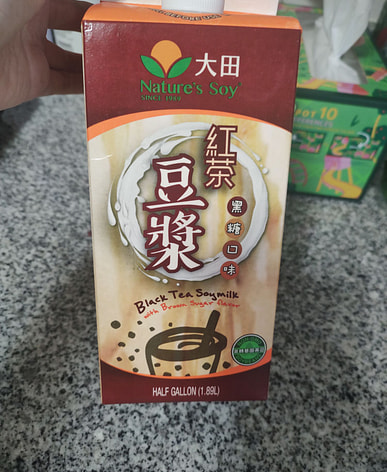 大田
Nature's Soy
SINCE 1984
紅茶
豆漿
黑糖口味
Black Tea Soymilk
with Brown Sugar flavor
HALF GALLON (1.89L)